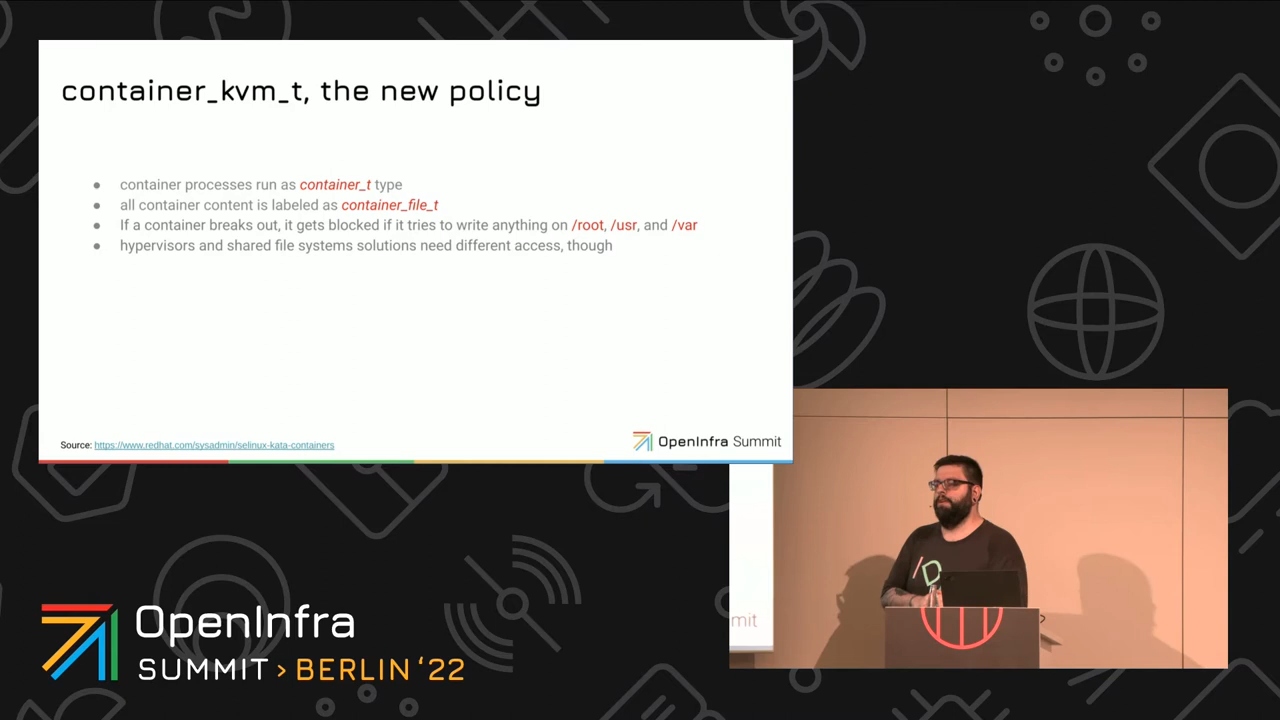 container_kvm_t, the new policy
● container processes run as container_t type
● all container content is labeled as container_file_t
● If a container breaks out, it gets blocked if it tries to write anything on /root, /usr, and /var
● hypervisors and shared file systems solutions need different access, though
Source: https://www.redhat.com/sysadmin/selinux-kata-containers
OpenInfra Summit
mit
OpenInfra
SUMMIT > BERLIN ‘22